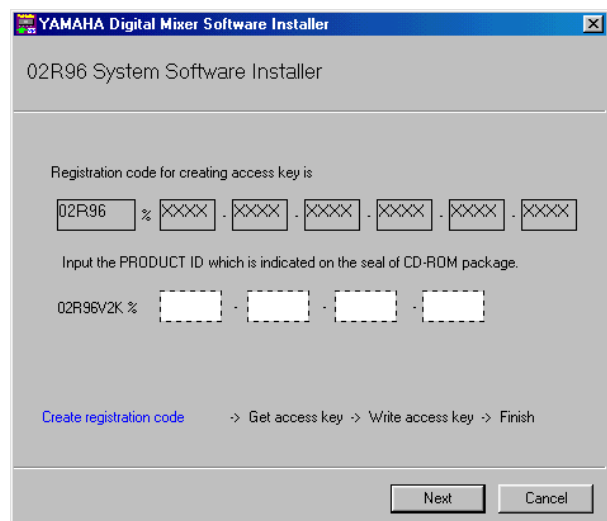 YAMAHA Digital Mixer Software Installer
02R96 System Software Installer
Registration code for creating access key is
02R96 % XXXX - XXXX - XXXX - XXXX - XXXX - XXXX
Input the PRODUCT ID which is indicated on the seal of CD-ROM package.
02R96V2K % - - -
Create registration code -> Get access key -> Write access key -> Finish
Next Cancel